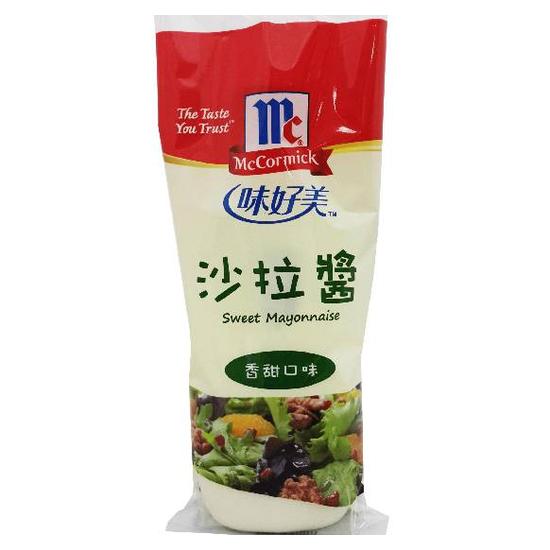 The Taste
You Trust™
mc®
McCormick
味好美™
沙拉醬
Sweet Mayonnaise
香甜口味